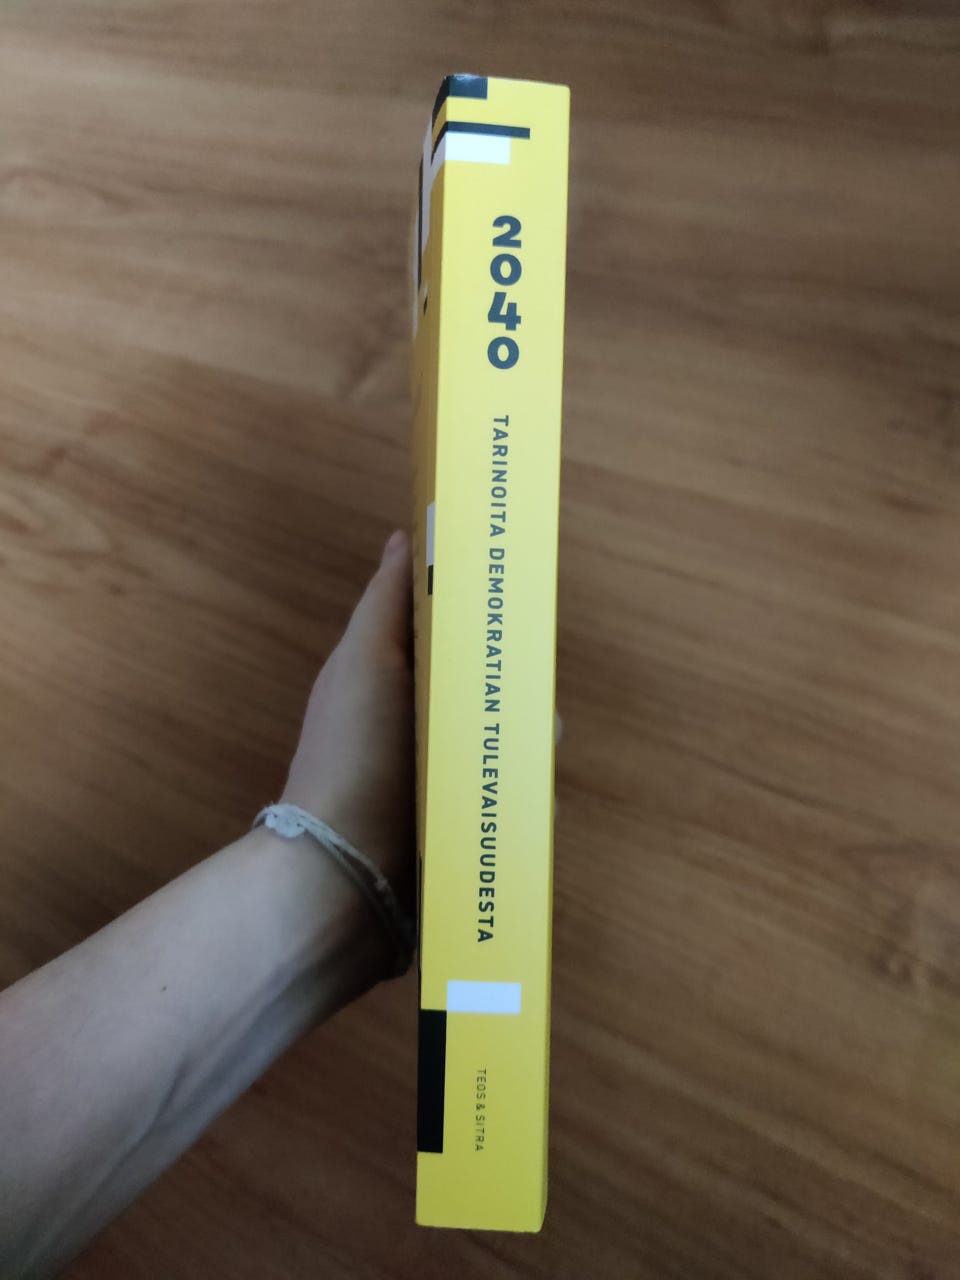 2040
TARINOITA DEMOKRATIAN TULEVAISUUDESTA
TEOS & SITRA